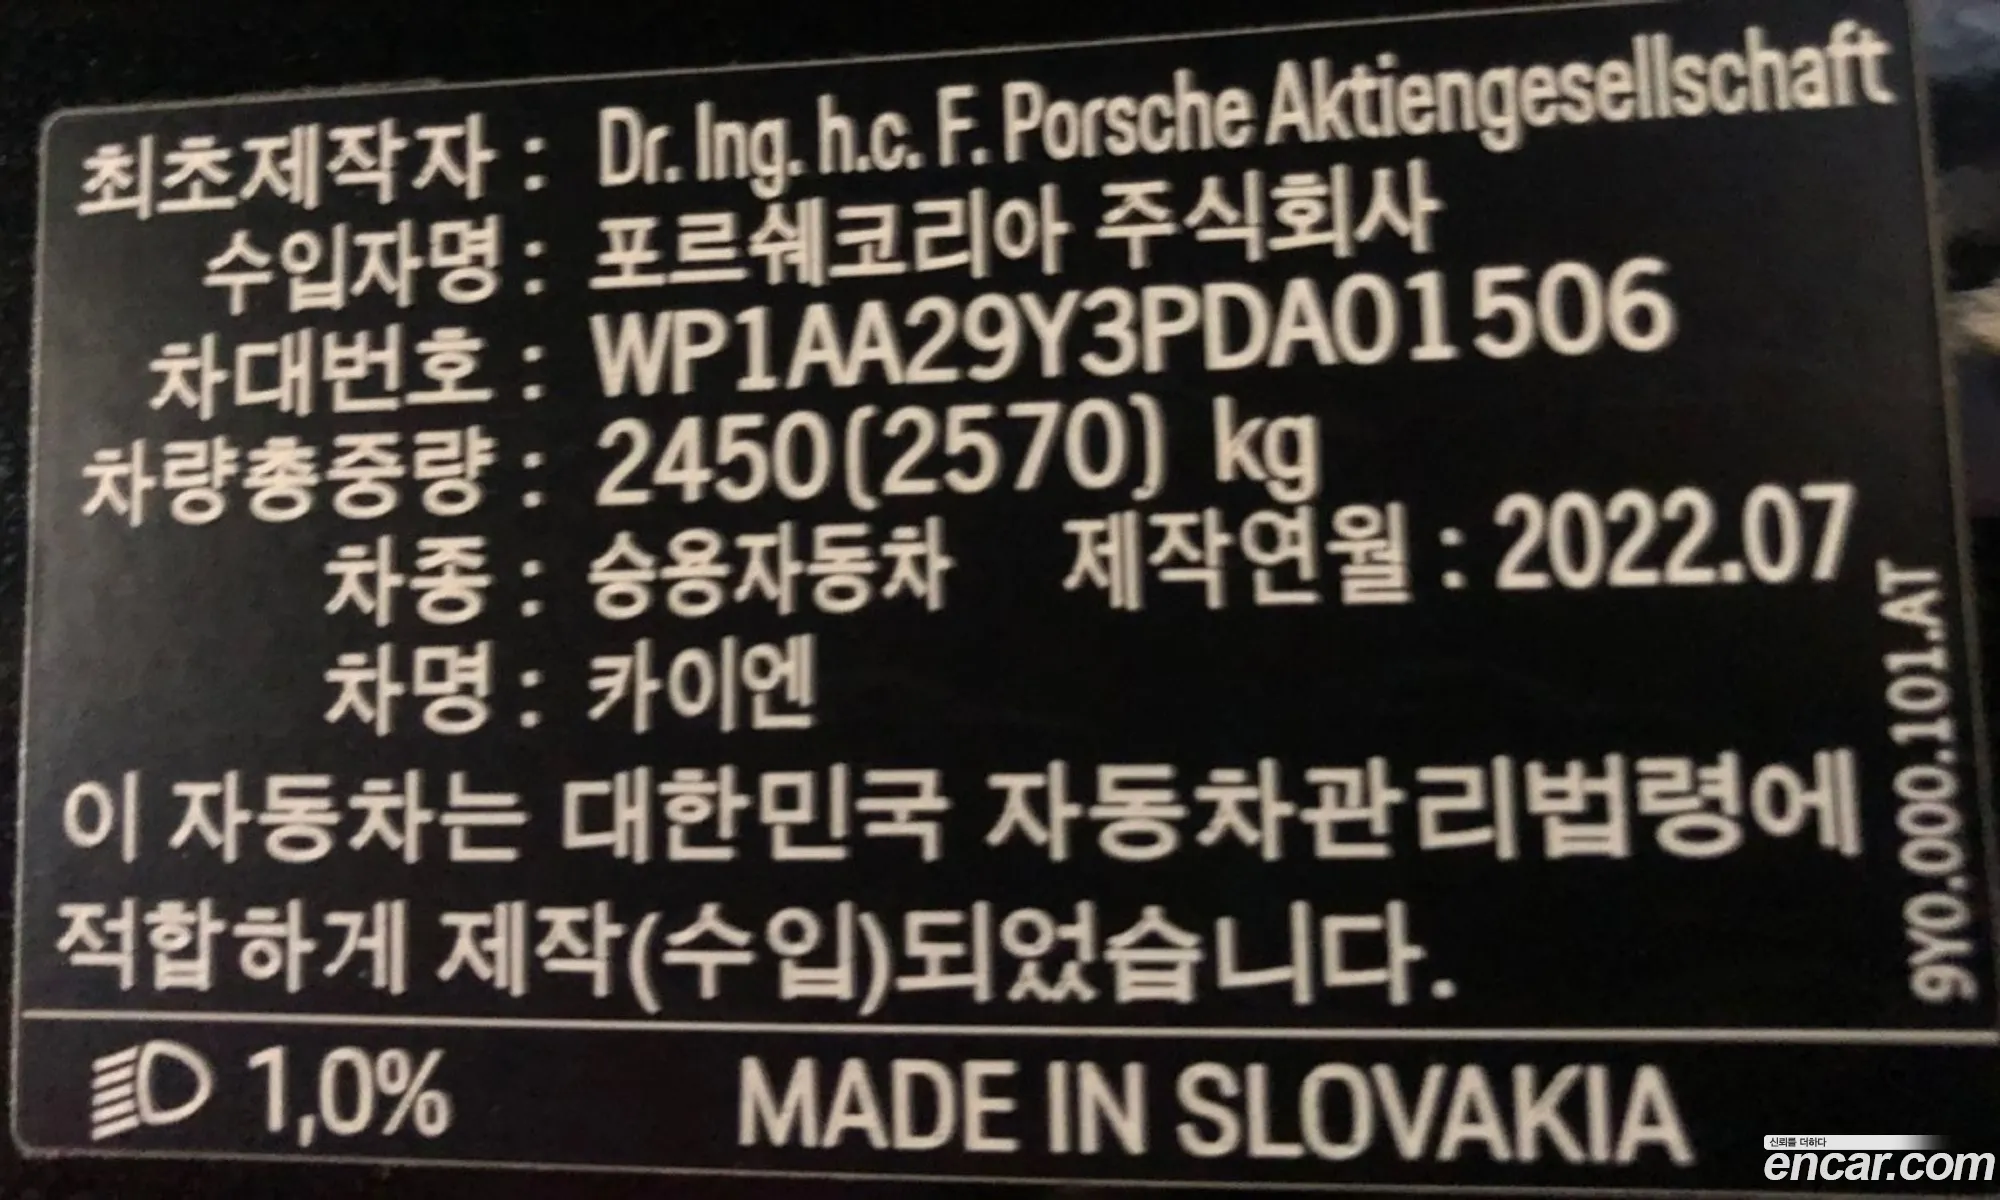 최초제작자 : Dr. Ing. h.c. F. Porsche Aktiengesellschaft
수입자명 : 포르쉐코리아 주식회사
차대번호 : WP1AA29Y3PDA01506
차량총중량 : 2450(2570) kg
차종 : 승용자동차 제작연월 : 2022.07
차명 : 카이엔
이 자동차는 대한민국 자동차관리법령에
적합하게 제작(수입)되었습니다.
9Y0.000.101.AT
1,0% MADE IN SLOVAKIA
신뢰를 더하다
encar.com